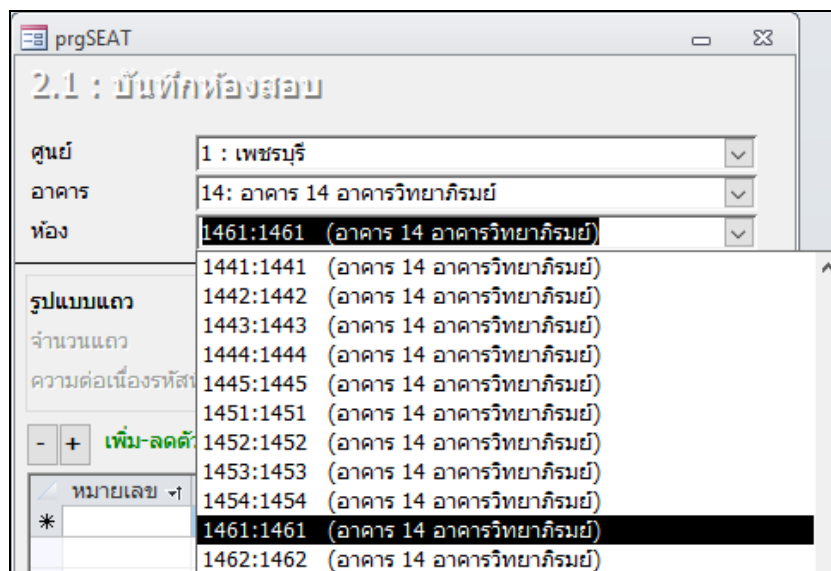 prgSEAT
2.1 : บันทึกห้องสอบ
ศูนย์ 1 : เพชรบุรี
อาคาร 14: อาคาร 14 อาคารวิทยาภิรมย์
ห้อง 1461:1461 (อาคาร 14 อาคารวิทยาภิรมย์)
1441:1441 (อาคาร 14 อาคารวิทยาภิรมย์)
รูปแบบแถว 1442:1442 (อาคาร 14 อาคารวิทยาภิรมย์)
1443:1443 (อาคาร 14 อาคารวิทยาภิรมย์)
จำนวนแถว 1444:1444 (อาคาร 14 อาคารวิทยาภิรมย์)
ความต่อเนื่องรหัส 1445:1445 (อาคาร 14 อาคารวิทยาภิรมย์)
1451:1451 (อาคาร 14 อาคารวิทยาภิรมย์)
- + เพิ่ม-ลดตัว 1452:1452 (อาคาร 14 อาคารวิทยาภิรมย์)
1453:1453 (อาคาร 14 อาคารวิทยาภิรมย์)
หมายเลข 1454:1454 (อาคาร 14 อาคารวิทยาภิรมย์)
1461:1461 (อาคาร 14 อาคารวิทยาภิรมย์)
1462:1462 (อาคาร 14 อาคารวิทยาภิรมย์)